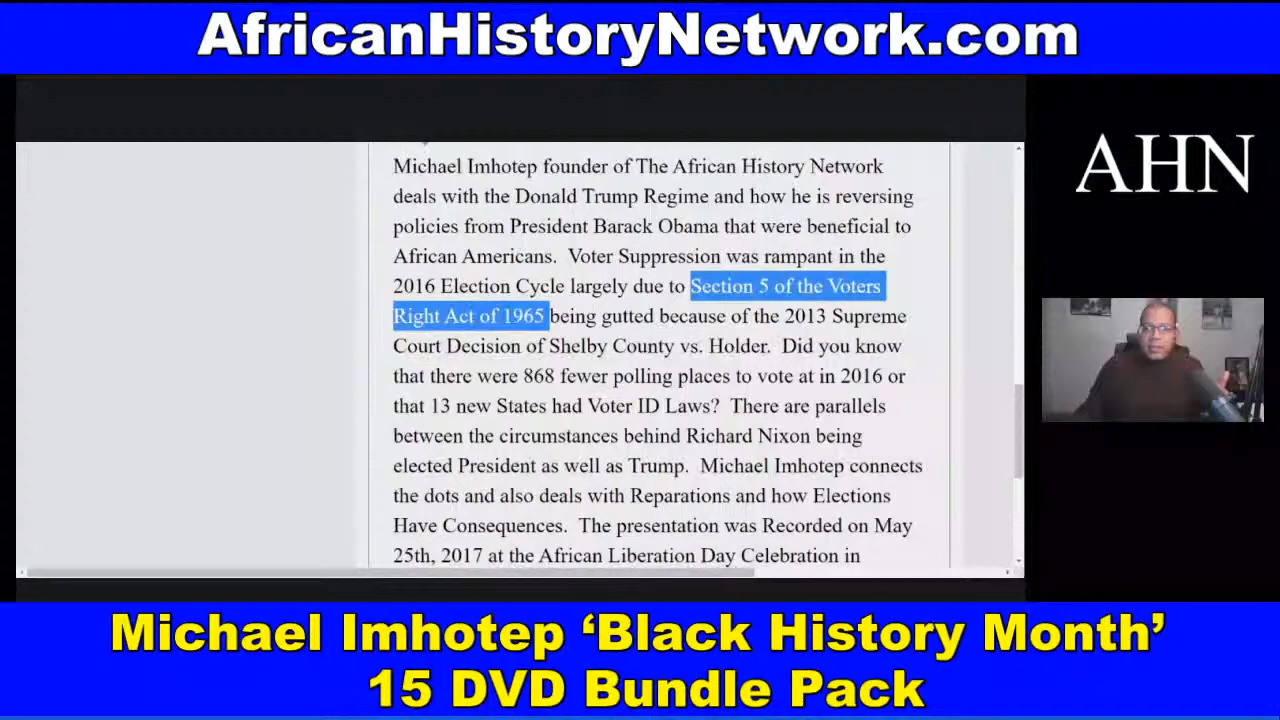 AfricanHistoryNetwork.com
AHN
Michael Imhotep founder of The African History Network
deals with the Donald Trump Regime and how he is reversing
policies from President Barack Obama that were beneficial to
African Americans.  Voter Suppression was rampant in the
2016 Election Cycle largely due to Section 5 of the Voters
Right Act of 1965 being gutted because of the 2013 Supreme
Court Decision of Shelby County vs. Holder.  Did you know
that there were 868 fewer polling places to vote at in 2016 or
that 13 new States had Voter ID Laws?  There are parallels
between the circumstances behind Richard Nixon being
elected President as well as Trump.  Michael Imhotep connects
the dots and also deals with Reparations and how Elections
Have Consequences.  The presentation was Recorded on May
25th, 2017 at the African Liberation Day Celebration in
Michael Imhotep ‘Black History Month’
15 DVD Bundle Pack